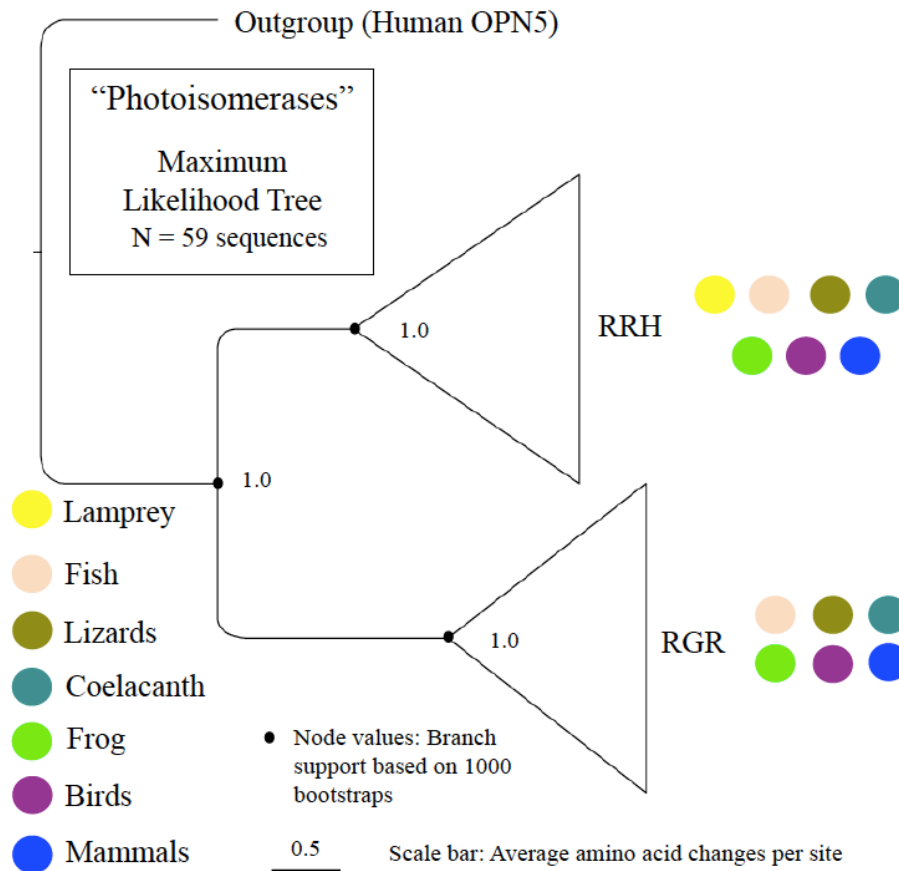 Outgroup (Human OPN5)
“Photoisomerases”
Maximum
Likelihood Tree
N = 59 sequences
1.0
RRH
1.0
1.0
RGR
Lamprey
Fish
Lizards
Coelacanth
Frog
Birds
Mammals
Node values: Branch
support based on 1000
bootstraps
0.5
Scale bar: Average amino acid changes per site